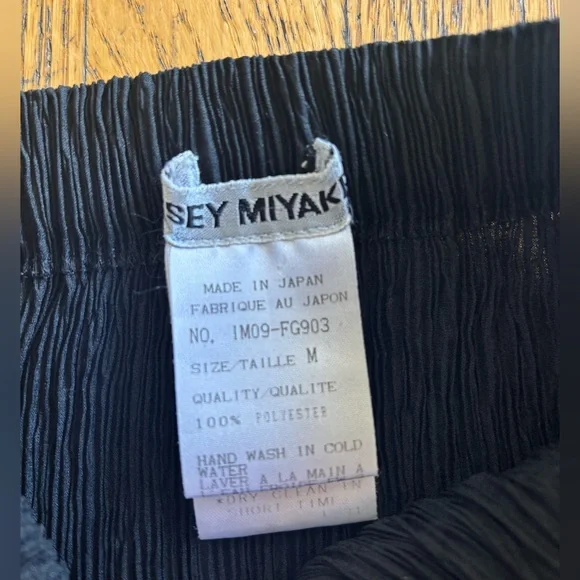 SEY MIYAK
MADE IN JAPAN
FABRIQUE AU JAPON
NO. IM09-FG903
SIZE/TAILLE M
QUALITY/QUALITE
100% POLYESTER
HAND WASH IN COLD
WATER
LAVER A LA MAIN A
*DRY CLEAN IN
SHORT TIME